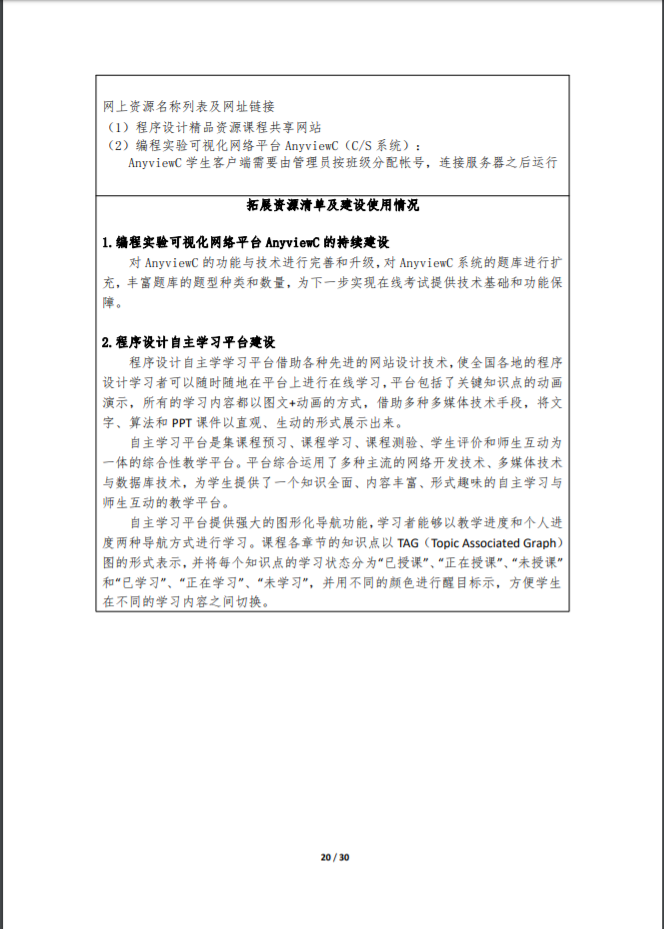 网上资源名称列表及网址链接
（1）程序设计精品资源课程共享网站
（2）编程实验可视化网络平台 AnyviewC（C/S 系统）：
AnyviewC 学生客户端需要由管理员按班级分配帐号，连接服务器之后运行
拓展资源清单及建设使用情况
1.编程实验可视化网络平台 AnyviewC 的持续建设
对 AnyviewC 的功能与技术进行完善和升级，对 AnyviewC 系统的题库进行扩
充，丰富题库的题型种类和数量，为下一步实现在线考试提供技术基础和功能保
障。
2.程序设计自主学习平台建设
程序设计自主学学习平台借助各种先进的网站设计技术，使全国各地的程序
设计学习者可以随时随地在平台上进行在线学习，平台包括了关键知识点的动画
演示，所有的学习内容都以图文+动画的方式，借助多种多媒体技术手段，将文
字、算法和 PPT 课件以直观、生动的形式展示出来。
自主学习平台是集课程预习、课程学习、课程测验、学生评价和师生互动为
一体的综合性教学平台。平台综合运用了多种主流的网络开发技术、多媒体技术
与数据库技术，为学生提供了一个知识全面、内容丰富、形式趣味的自主学习与
师生互动的教学平台。
自主学习平台提供强大的图形化导航功能，学习者能够以教学进度和个人进
度两种导航方式进行学习。课程各章节的知识点以 TAG（Topic Associated Graph）
图的形式表示，并将每个知识点的学习状态分为“已授课”、“正在授课”、“未授课”
和“已学习”、“正在学习”、“未学习”，并用不同的颜色进行醒目标示，方便学生
在不同的学习内容之间切换。
20 / 30